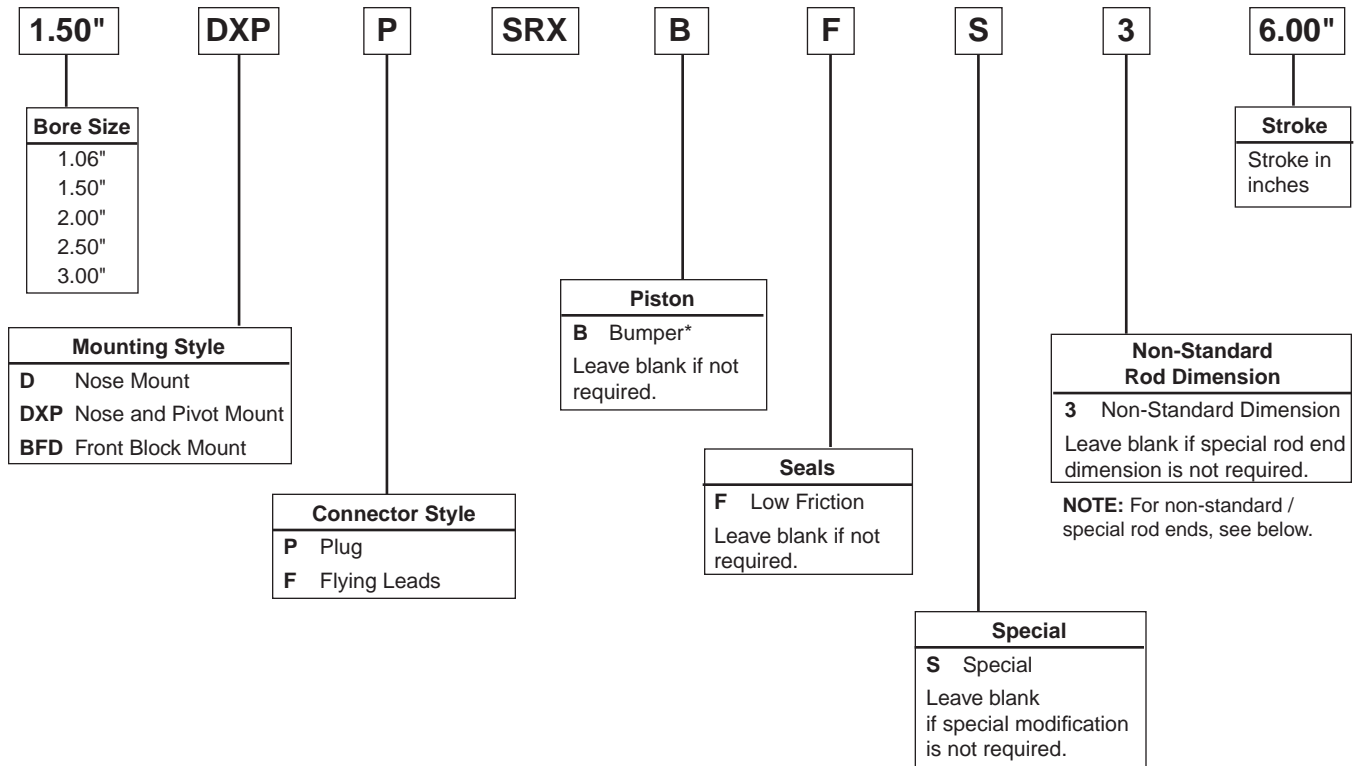 1.50" DXP P SRX B F S 3 6.00"
Bore Size
1.06"
1.50"
2.00"
2.50"
3.00"
Stroke
Stroke in
inches
Mounting Style
D Nose Mount
DXP Nose and Pivot Mount
BFD Front Block Mount
Piston
B Bumper*
Leave blank if not
required.
Non-Standard
Rod Dimension
3 Non-Standard Dimension
Leave blank if special rod end
dimension is not required.
NOTE: For non-standard /
special rod ends, see below.
Connector Style
P Plug
F Flying Leads
Seals
F Low Friction
Leave blank if not
required.
Special
S Special
Leave blank
if special modification
is not required.